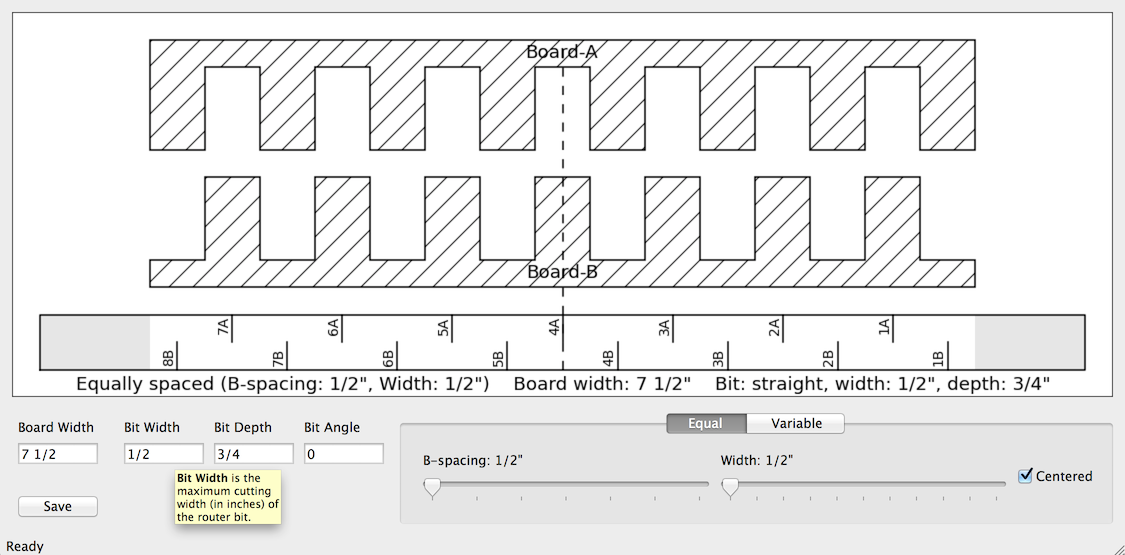 Board-A
Board-B
7A 6A 5A 4A 3A 2A 1A
8B 7B 6B 5B 4B 3B 2B 1B
Equally spaced (B-spacing: 1/2", Width: 1/2") Board width: 7 1/2" Bit: straight, width: 1/2", depth: 3/4"
Board Width Bit Width Bit Depth Bit Angle
7 1/2 1/2 3/4 0
Equal Variable
B-spacing: 1/2" Width: 1/2"
Centered
Bit Width is the
maximum cutting
width (in inches) of
the router bit.
Save
Ready